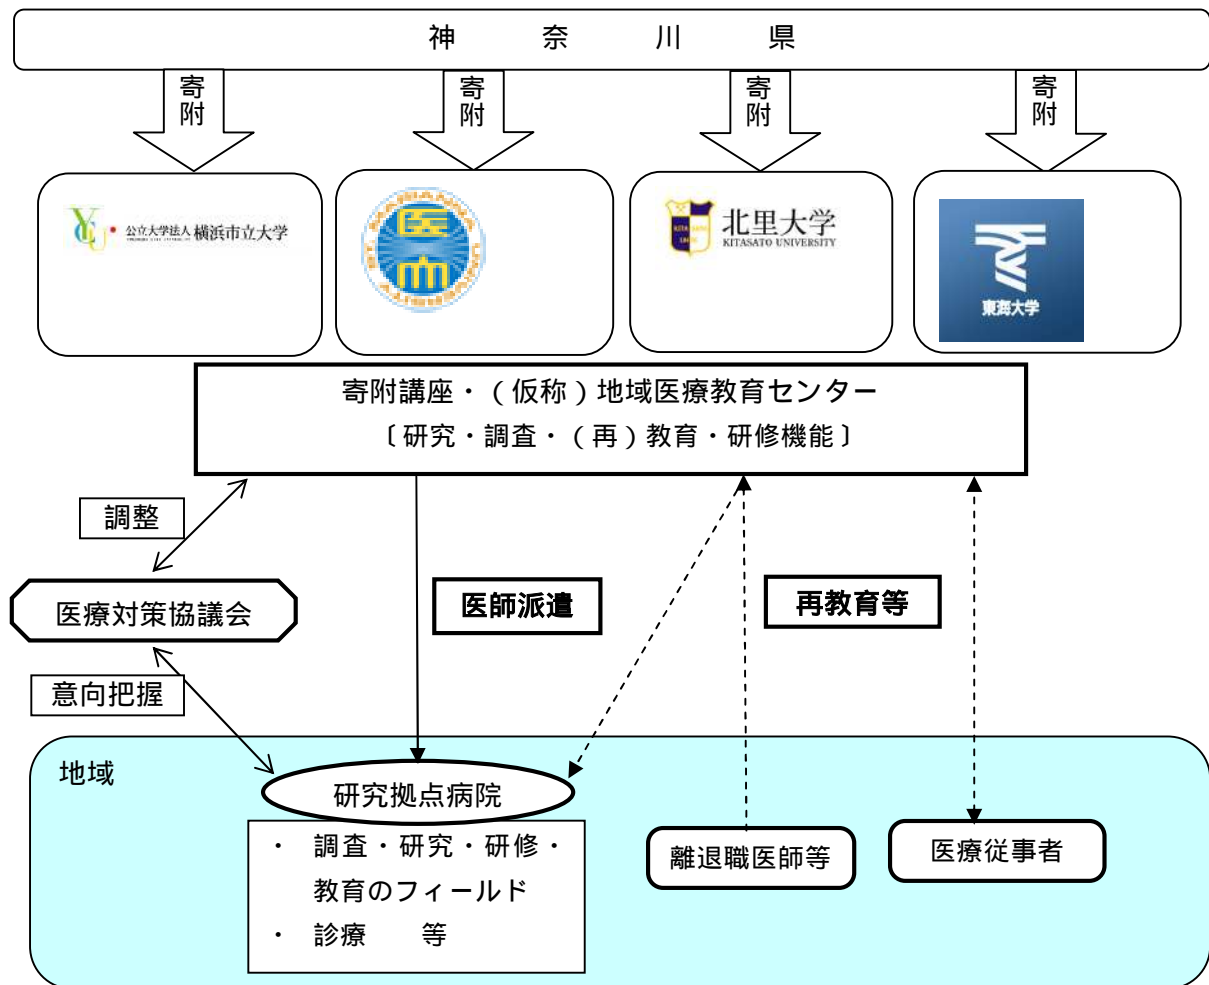 神奈川県
寄附
寄附
寄附
寄附
YCU 公立大学法人 横浜市立大学
医大
北里大学
KITASATO UNIVERSITY
東海大学
寄附講座・（仮称）地域医療教育センター
〔研究・調査・（再）教育・研修機能〕
調整
医療対策協議会
意向把握
医師派遣
再教育等
地域
研究拠点病院
・ 調査・研究・研修・
教育のフィールド
・ 診療　等
離退職医師等
医療従事者